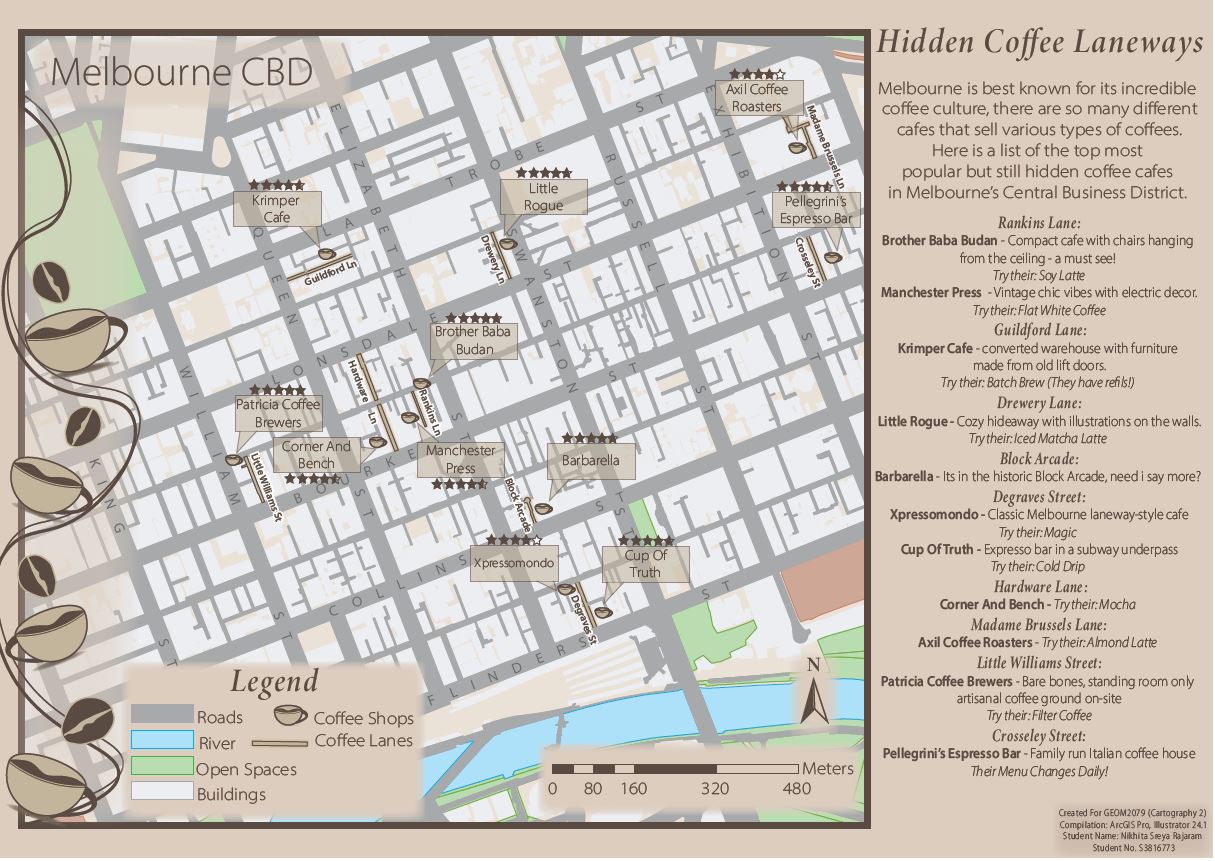 Melbourne CBD
Axil Coffee
Roasters
Madame Brussels Ln
Krimper
Cafe
Little
Rogue
Pellegrini's
Espresso Bar
Guildford Ln
Drewery Ln
Crosseley St
Brother Baba
Budan
Hardware Ln
Rankins Ln
Patricia Coffee
Brewers
Corner And
Bench
Manchester
Press
Barbarella
Little Williams St
Block Arcade
Xpressomondo
Cup Of
Truth
Degraves St
LA TROBE ST
ELIZABETH ST
QUEEN ST
RUSSELL ST
EXHIBITION ST
SWANSTON ST
LONSDALE ST
WILLIAM ST
KING ST
BOURKE ST
COLLINS ST
FLINDERS ST
Legend
Roads
River
Open Spaces
Buildings
Coffee Shops
Coffee Lanes
N
Meters
0 80 160 320 480
Hidden Coffee Laneways
Melbourne is best known for its incredible
coffee culture, there are so many different
cafes that sell various types of coffees.
Here is a list of the top most
popular but still hidden coffee cafes
in Melbourne's Central Business District.
Rankins Lane:
Brother Baba Budan - Compact cafe with chairs hanging
from the ceiling - a must see!
Try their: Soy Latte
Manchester Press - Vintage chic vibes with electric decor.
Try their: Flat White Coffee
Guildford Lane:
Krimper Cafe - converted warehouse with furniture
made from old lift doors.
Try their: Batch Brew (They have refils!)
Drewery Lane:
Little Rogue - Cozy hideaway with illustrations on the walls.
Try their: Iced Matcha Latte
Block Arcade:
Barbarella - Its in the historic Block Arcade, need i say more?
Degraves Street:
Xpressomondo - Classic Melbourne laneway-style cafe
Try their: Magic
Cup Of Truth - Expresso bar in a subway underpass
Try their: Cold Drip
Hardware Lane:
Corner And Bench - Try their: Mocha
Madame Brussels Lane:
Axil Coffee Roasters - Try their: Almond Latte
Little Williams Street:
Patricia Coffee Brewers - Bare bones, standing room only
artisanal coffee ground on-site
Try their: Filter Coffee
Crosseley Street:
Pellegrini's Espresso Bar - Family run Italian coffee house
Their Menu Changes Daily!
Created For GEOM2079 (Cartography 2)
Compilation: ArcGIS Pro, Illustrator 24.1
Student Name: Nikhita Sreya Rajaram
Student No. S3816773